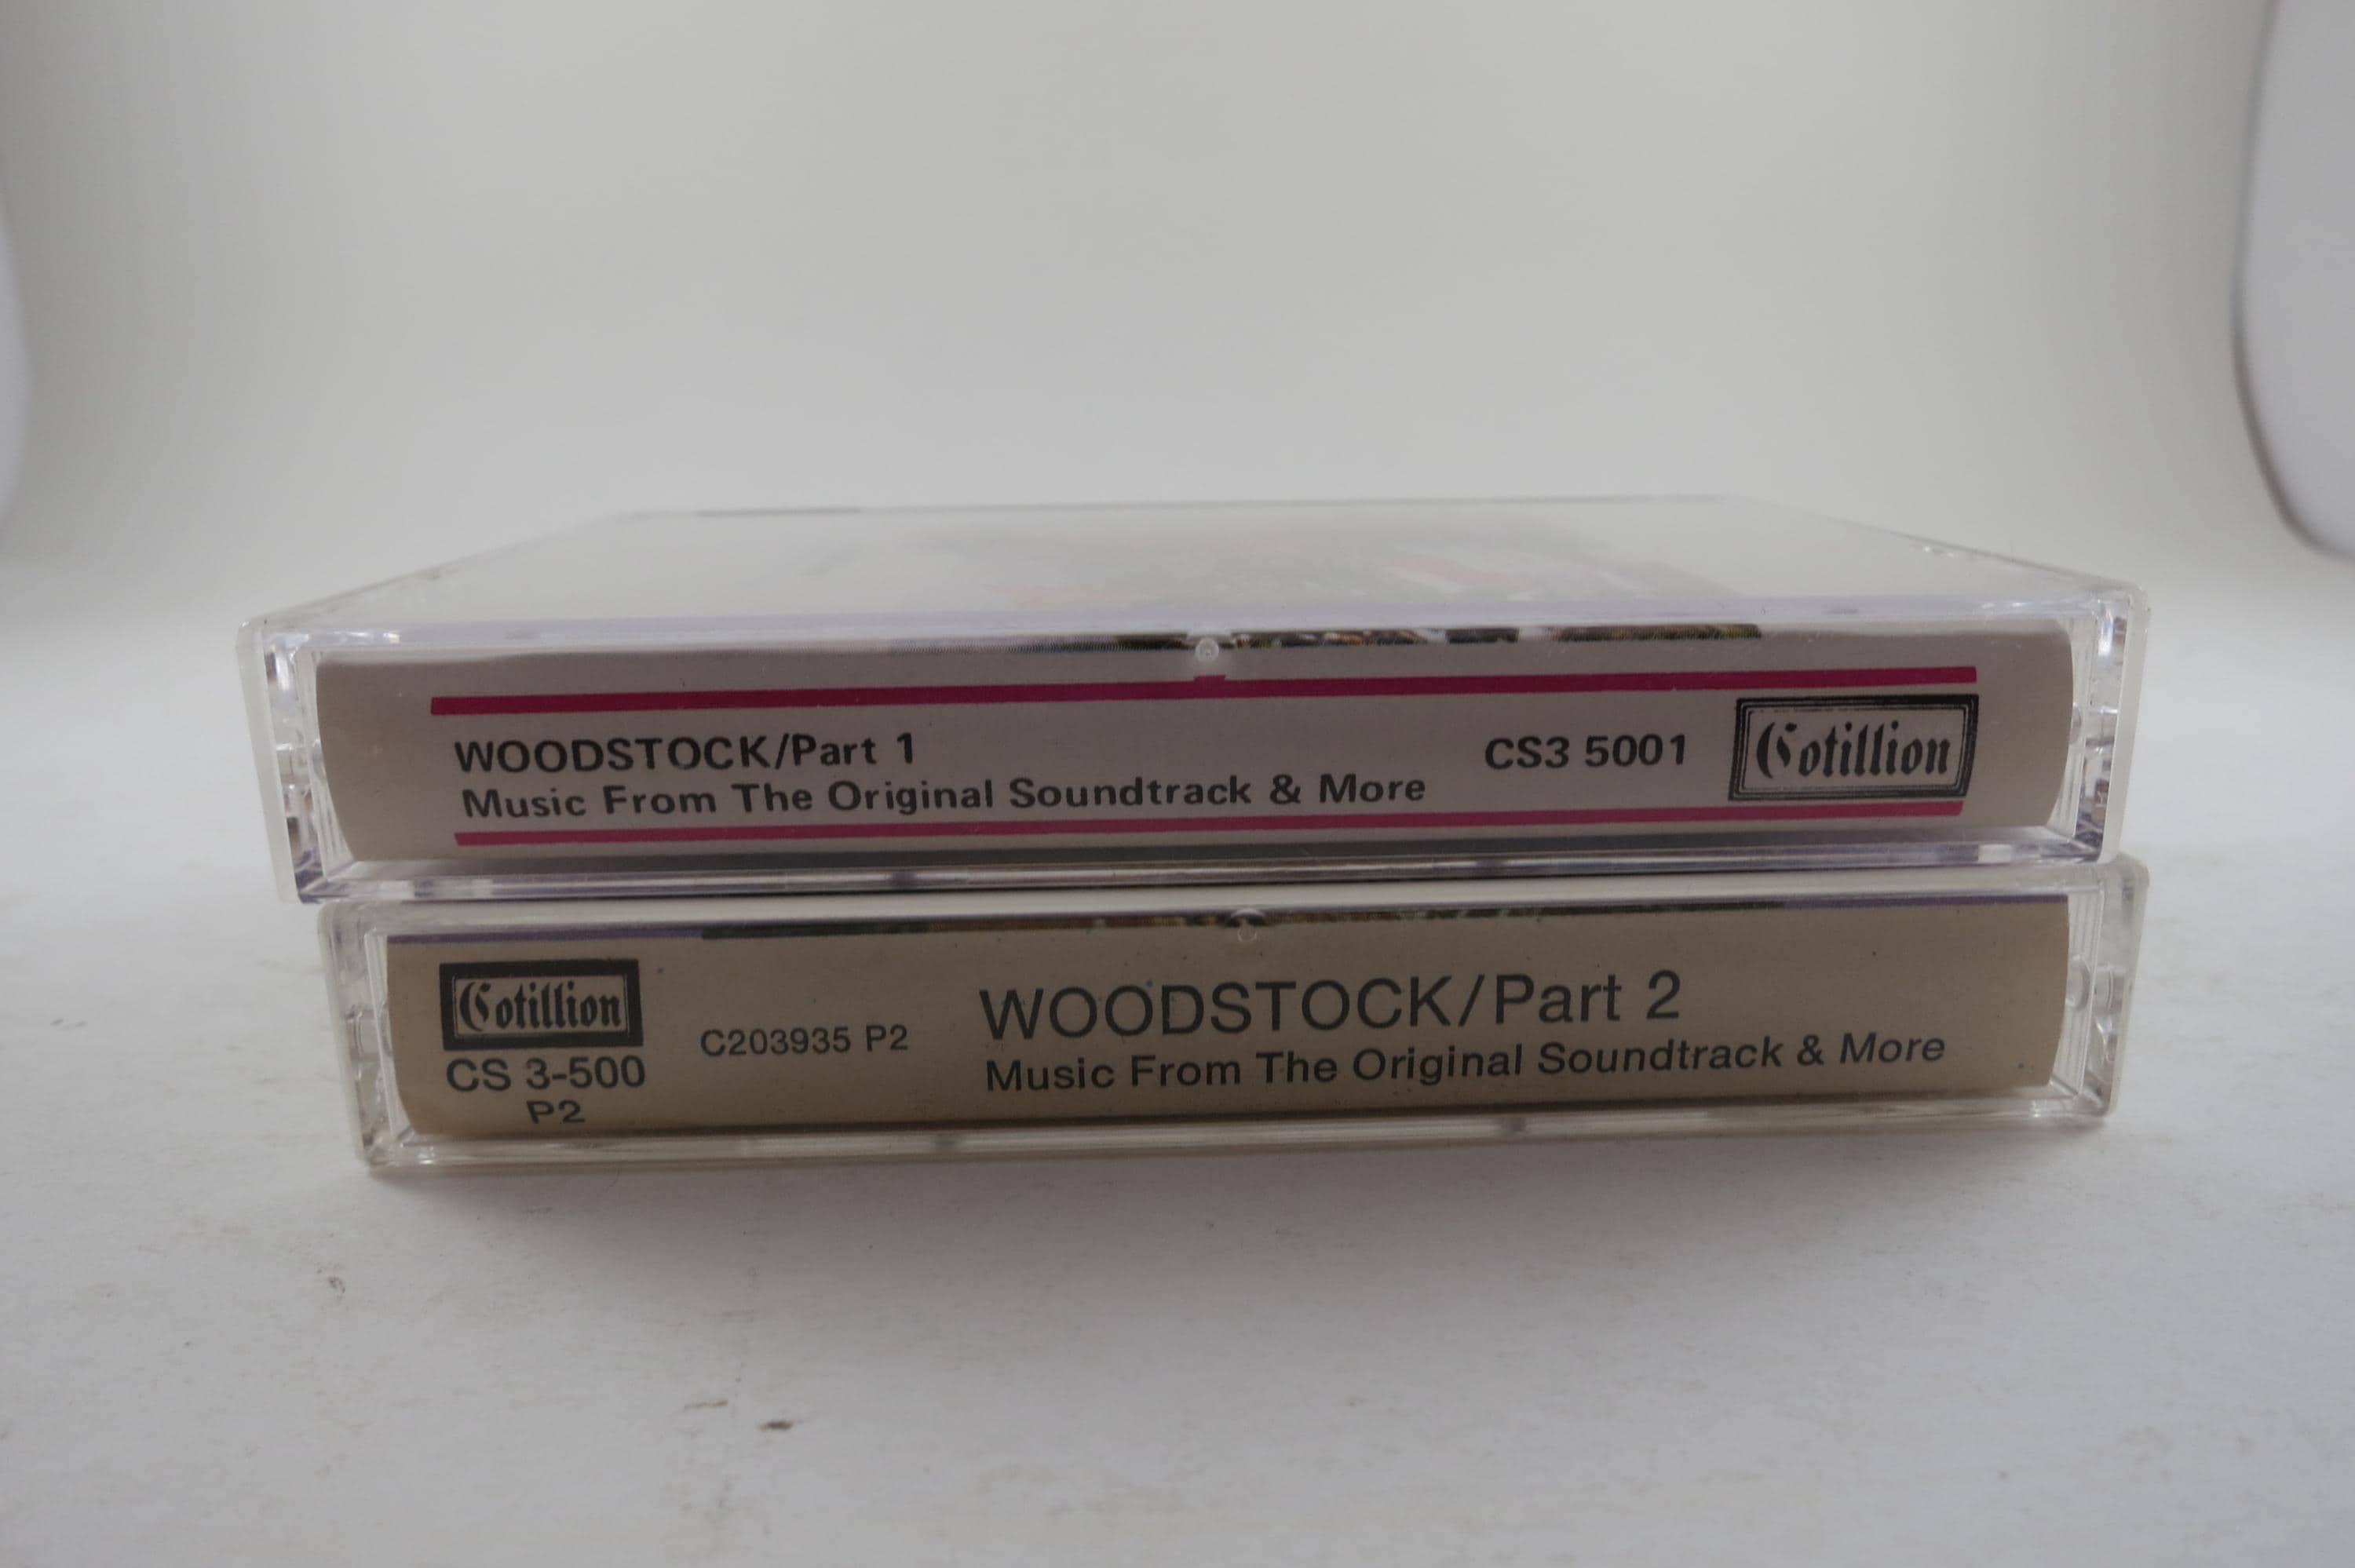 WOODSTOCK/Part 1
Music From The Original Soundtrack & More
CS3 5001
Cotillion
Cotillion
CS 3-500
P2
C203935 P2
WOODSTOCK/Part 2
Music From The Original Soundtrack & More